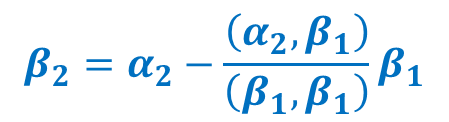 β₂ = α₂ − (α₂, β₁) / (β₁, β₁) β₁